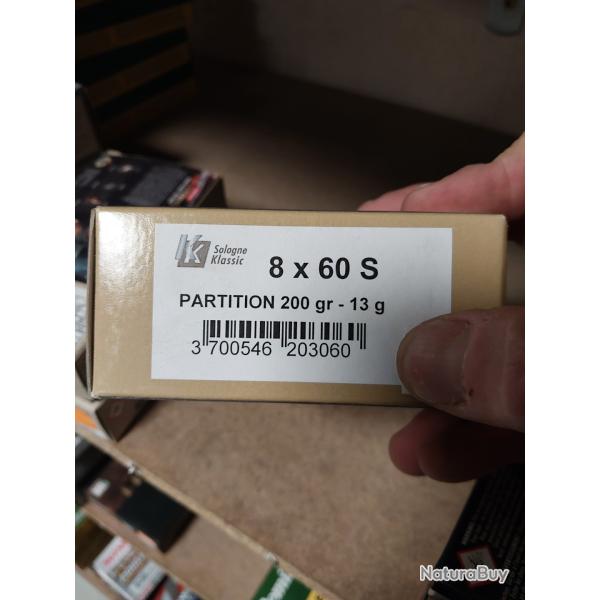 Sologne
Klassic
8 x 60 S
PARTITION 200 gr - 13 g
3 700546 203060
NaturaBuy